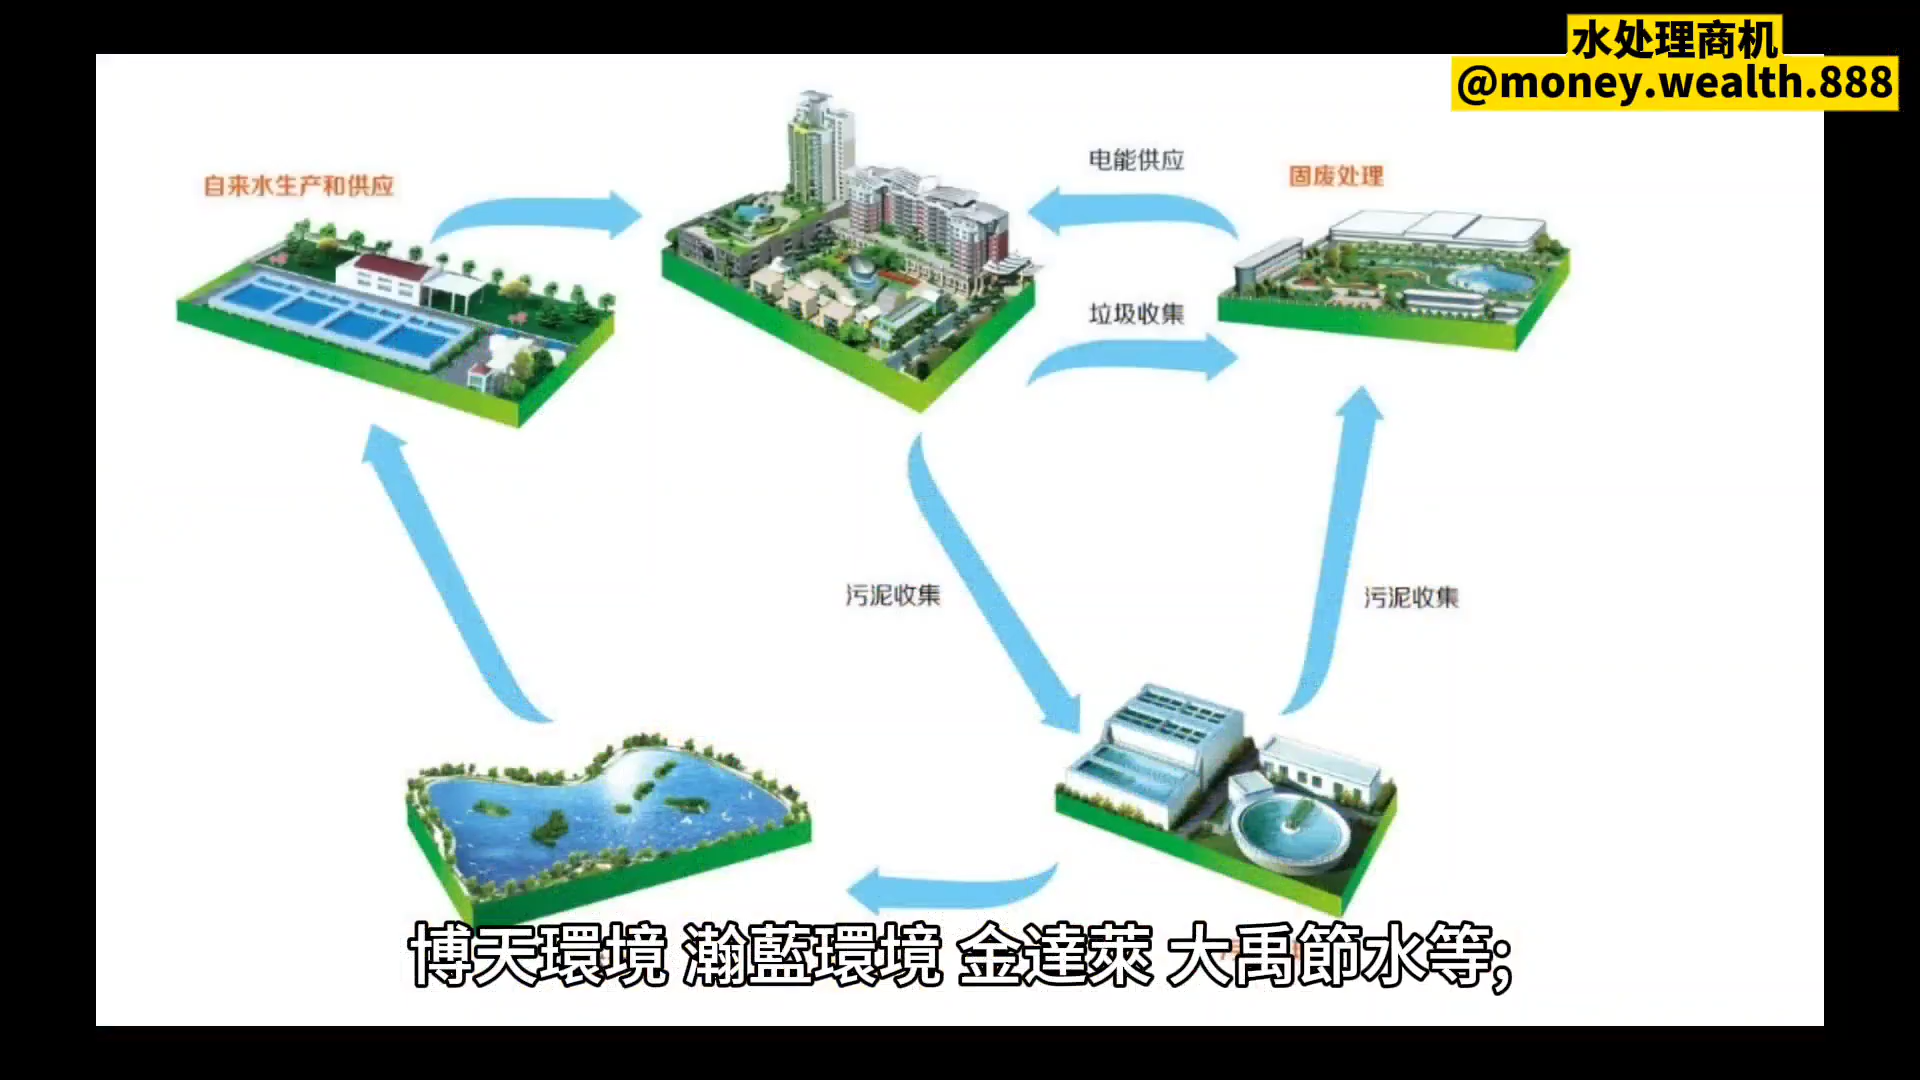 水处理商机
@money.wealth.888
电能供应
固废处理
自来水生产和供应
垃圾收集
污泥收集
污泥收集
博天環境 瀚藍環境 金達萊 大禹節水等;